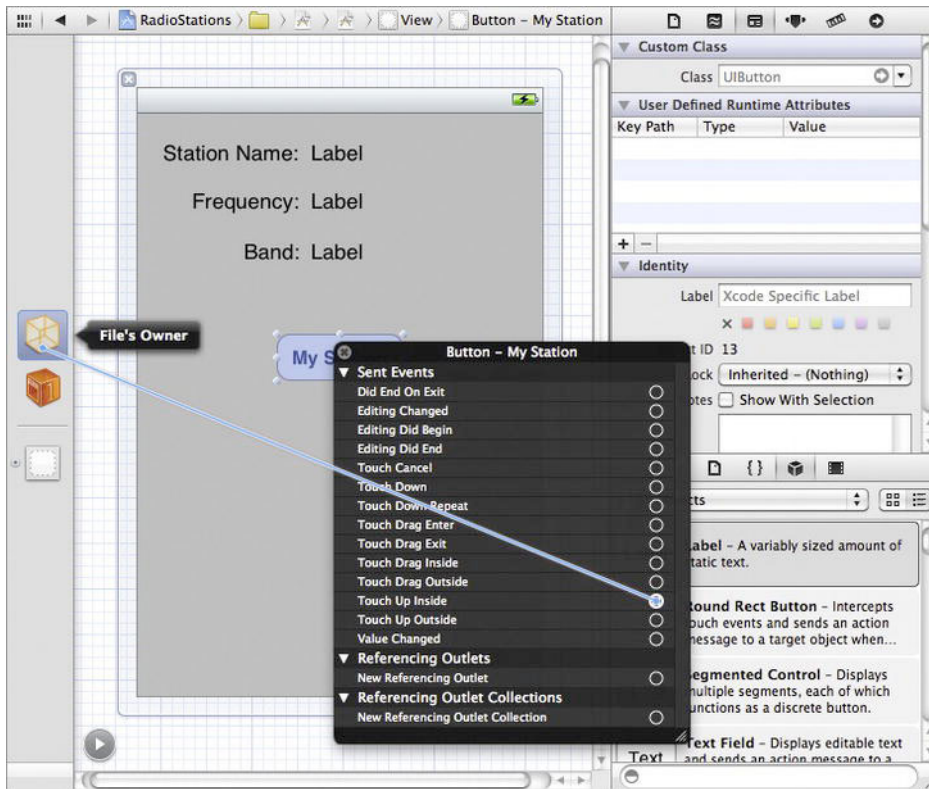 RadioStations
View
Button - My Station
Custom Class
Class UIButton
User Defined Runtime Attributes
Key Path Type Value
Station Name: Label
Frequency: Label
Band: Label
Identity
Label Xcode Specific Label
File's Owner
My S
Button - My Station
ID 13
Inherited - (Nothing)
Show With Selection
Sent Events
Did End On Exit
Editing Changed
Editing Did Begin
Editing Did End
Touch Cancel
Touch Down
Touch Down Repeat
Touch Drag Enter
Touch Drag Exit
Touch Drag Inside
Touch Drag Outside
Touch Up Inside
Touch Up Outside
Value Changed
Referencing Outlets
New Referencing Outlet
Referencing Outlet Collections
New Referencing Outlet Collection
Label - A variably sized amount of
static text.
Round Rect Button - Intercepts
touch events and sends an action
message to a target object when...
Segmented Control - Displays
multiple segments, each of which
functions as a discrete button.
Text
Text Field - Displays editable text
and sends an action message to a